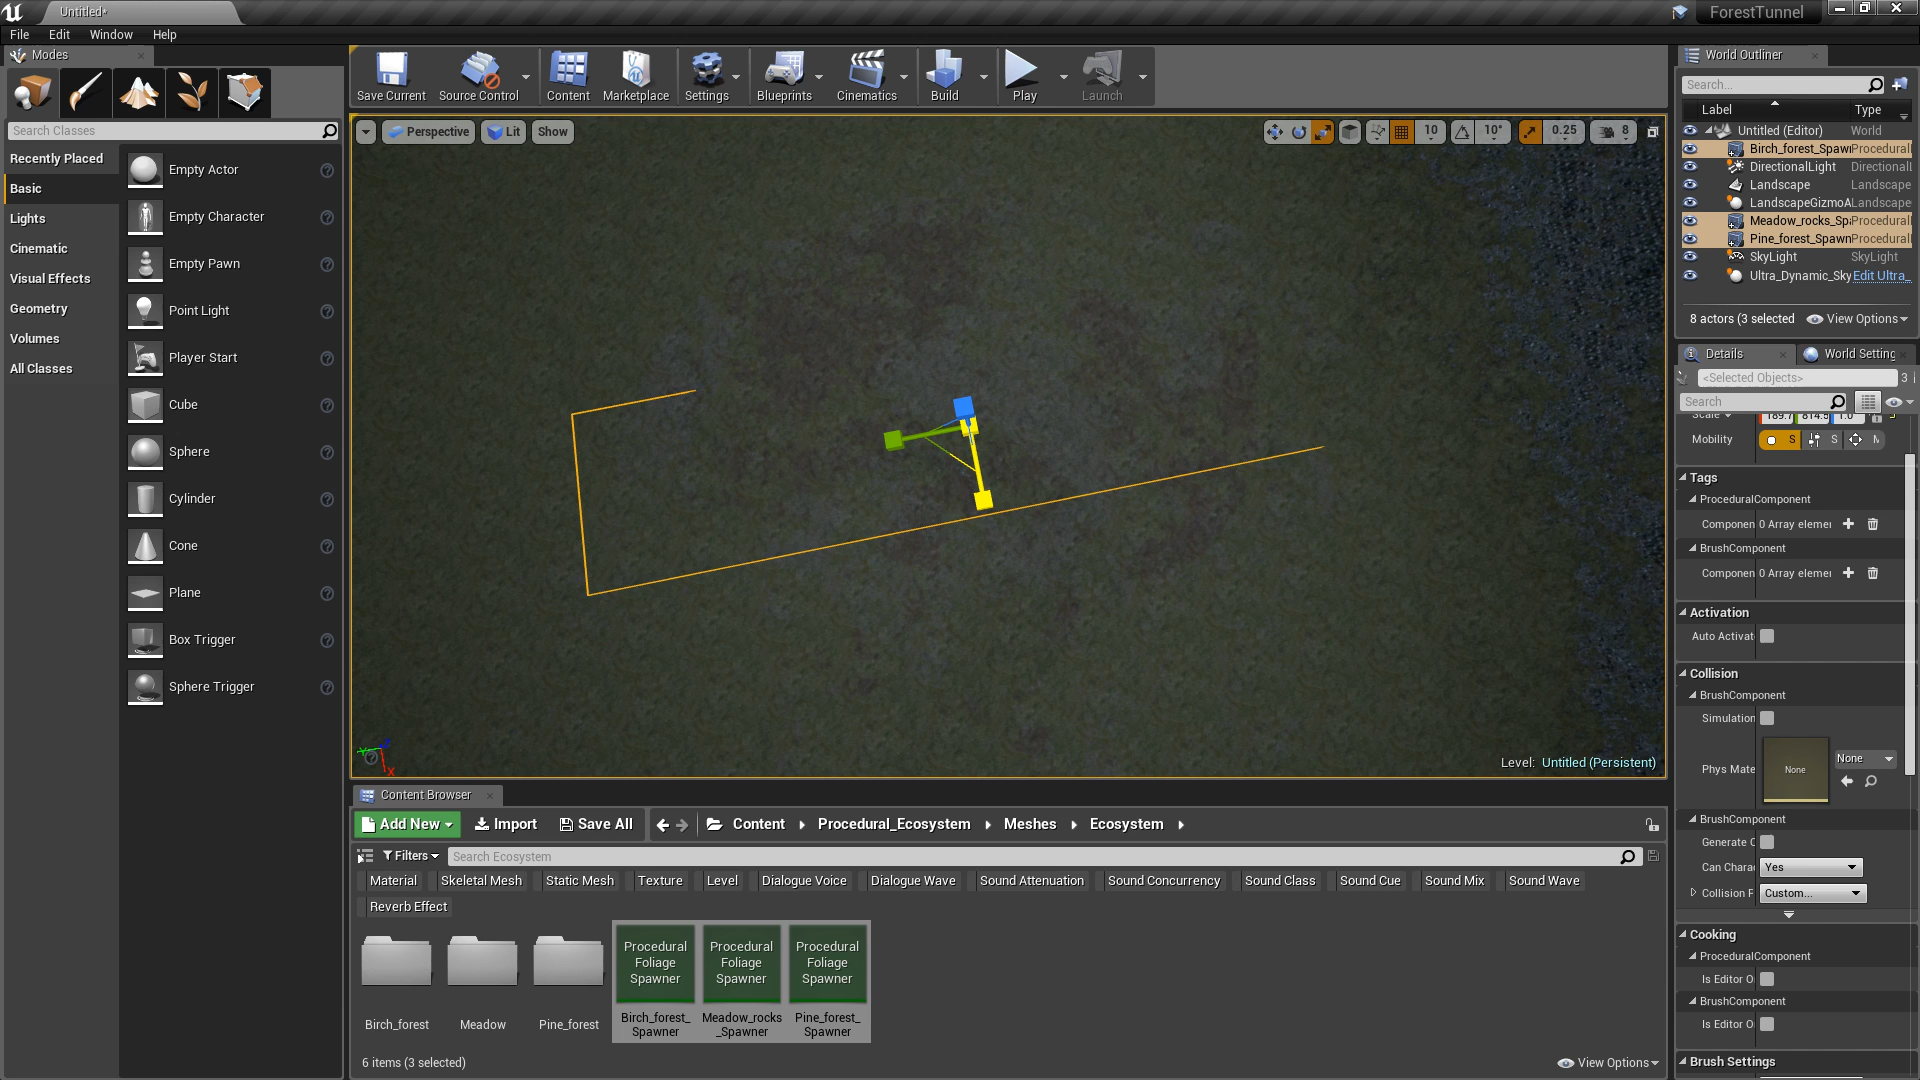 Untitled*
ForestTunnel
File Edit Window Help
Modes
Search Classes
Recently Placed
Basic
Lights
Cinematic
Visual Effects
Geometry
Volumes
All Classes
Empty Actor
Empty Character
Empty Pawn
Point Light
Player Start
Cube
Sphere
Cylinder
Cone
Plane
Box Trigger
Sphere Trigger
Save Current Source Control Content Marketplace Settings Blueprints Cinematics Build Play Launch
Perspective Lit Show 10 10° 0.25 8
Level: Untitled (Persistent)
Content Browser
Add New Import Save All Content Procedural_Ecosystem Meshes Ecosystem
Filters Search Ecosystem
Material Skeletal Mesh Static Mesh Texture Level Dialogue Voice Dialogue Wave Sound Attenuation Sound Concurrency Sound Class Sound Cue Sound Mix Sound Wave
Reverb Effect
Procedural Foliage Spawner
Procedural Foliage Spawner
Procedural Foliage Spawner
Birch_forest
Meadow
Pine_forest
Birch_forest_
Spawner
Meadow_rocks
_Spawner
Pine_forest_
Spawner
6 items (3 selected)
View Options
World Outliner
Search...
Label Type
Untitled (Editor) World
Birch_forest_Spawn Procedural
DirectionalLight Directional
Landscape Landscape
LandscapeGizmoA Landscape
Meadow_rocks_Sp Procedural
Pine_forest_Spawn Procedural
SkyLight SkyLight
Ultra_Dynamic_Sky Edit Ultra_
8 actors (3 selected View Options
Details World Setting
<Selected Objects> 3
Search
Scale 1.0
Mobility S S M
Tags
ProceduralComponent
Componen 0 Array elemei
BrushComponent
Componen 0 Array elemei
Activation
Auto Activat
Collision
BrushComponent
Simulation
Phys Mate None None
BrushComponent
Generate O
Can Chara Yes
Collision P Custom...
Cooking
ProceduralComponent
Is Editor O
BrushComponent
Is Editor O
Brush Settings